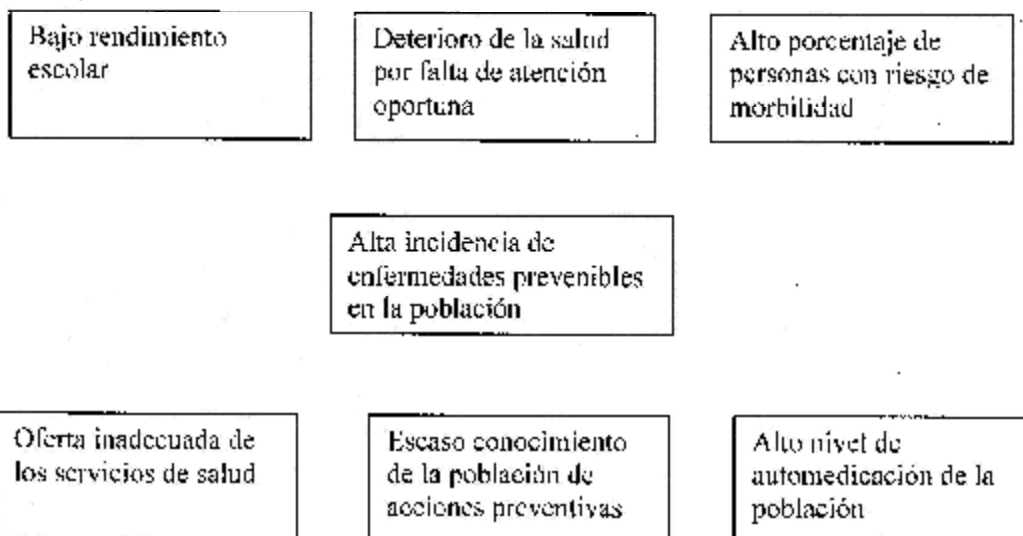 Bajo rendimiento
escolar
Deterioro de la salud
por falta de atención
oportuna
Alto porcentaje de
personas con riesgo de
morbilidad
Alta incidencia de
enfermedades prevenibles
en la población
Oferta inadecuada de
los servicios de salud
Escaso conocimiento
de la población de
acciones preventivas
Alto nivel de
automedicación de la
población